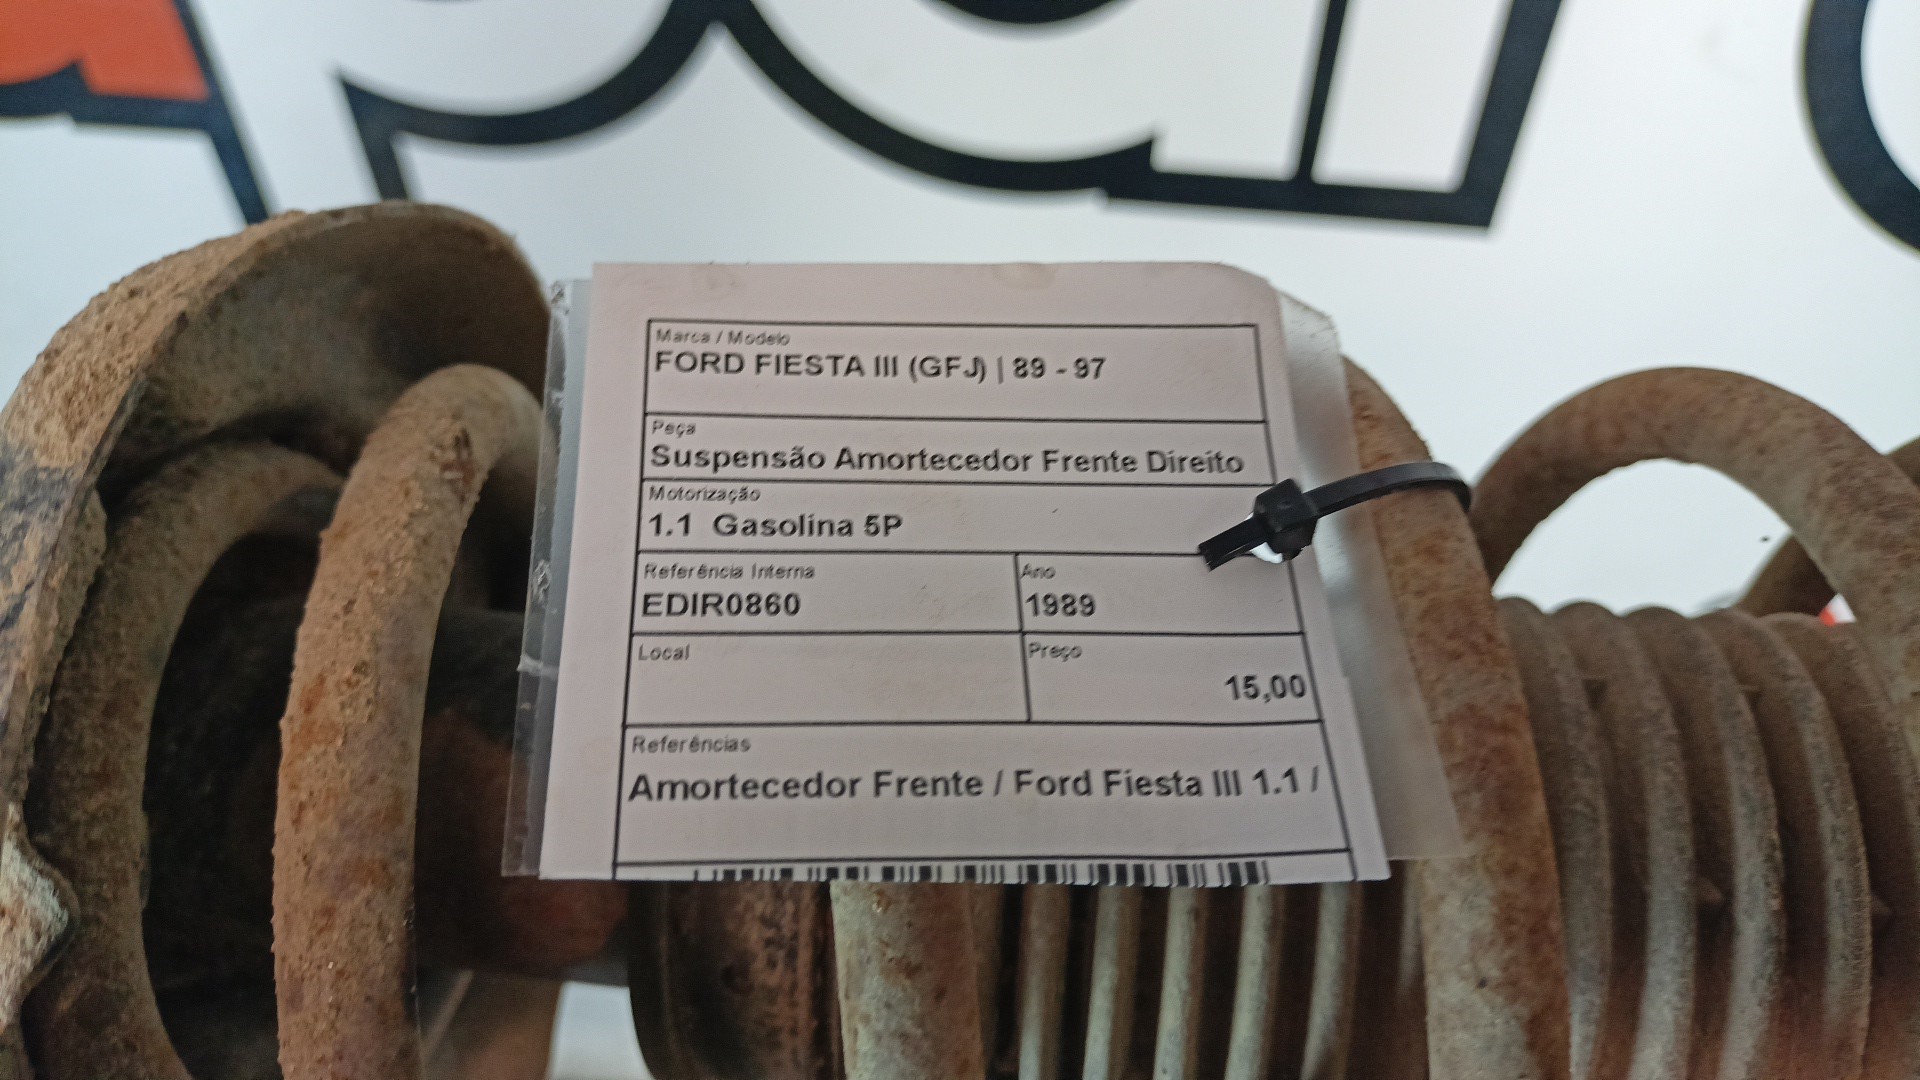 Marca / Modelo
FORD FIESTA III (GFJ) | 89 - 97
Peça
Suspensão Amortecedor Frente Direito
Motorização
1.1 Gasolina 5P
Referência Interna
EDIR0860
Ano
1989
Local
Preço
15,00
Referências
Amortecedor Frente / Ford Fiesta III 1.1 /